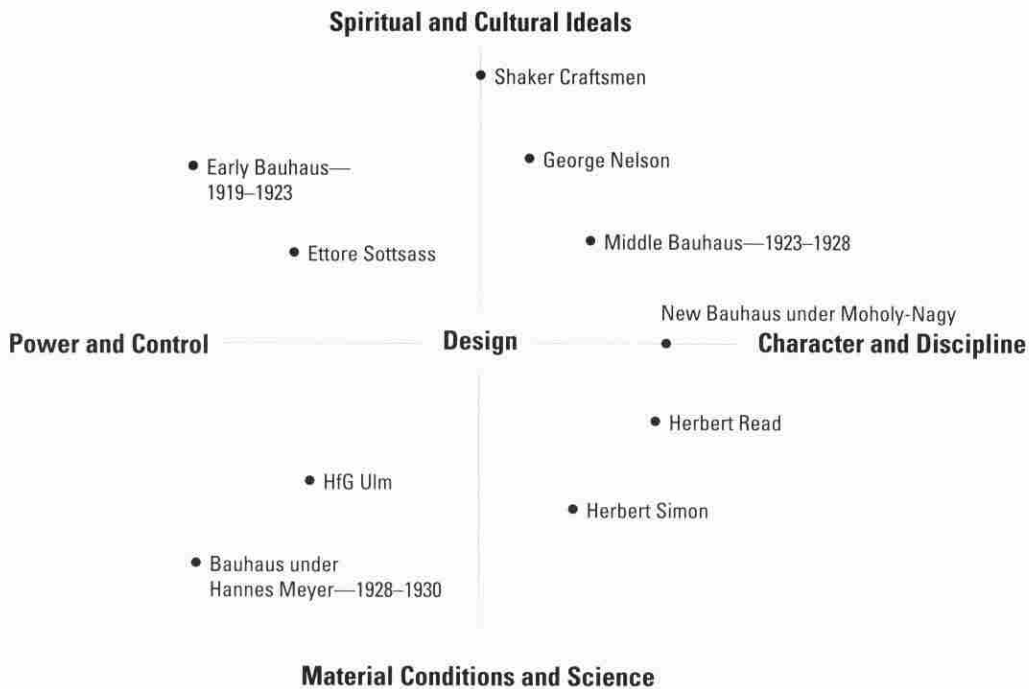 Spiritual and Cultural Ideals
Shaker Craftsmen
George Nelson
Early Bauhaus—
1919–1923
Middle Bauhaus—1923–1928
Ettore Sottsass
New Bauhaus under Moholy-Nagy
Power and Control
Design
Character and Discipline
Herbert Read
HfG Ulm
Herbert Simon
Bauhaus under
Hannes Meyer—1928–1930
Material Conditions and Science